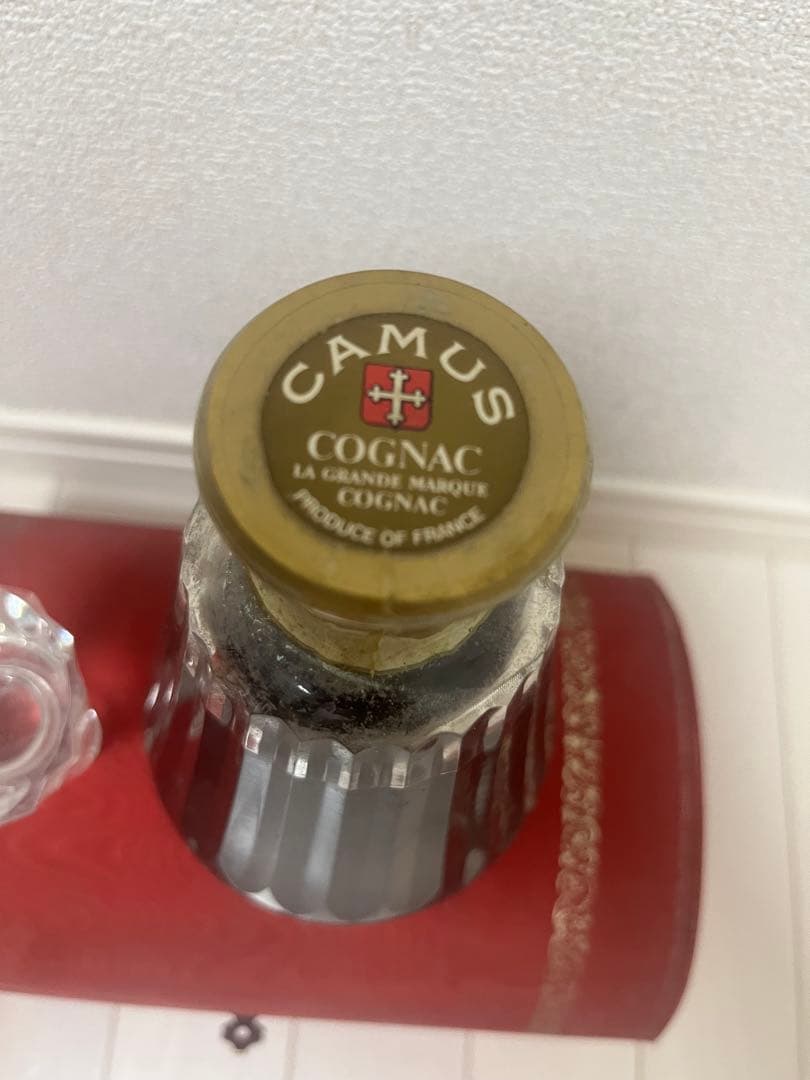 CAMUS
COGNAC
LA GRANDE MARQUE
COGNAC
PRODUCE OF FRANCE